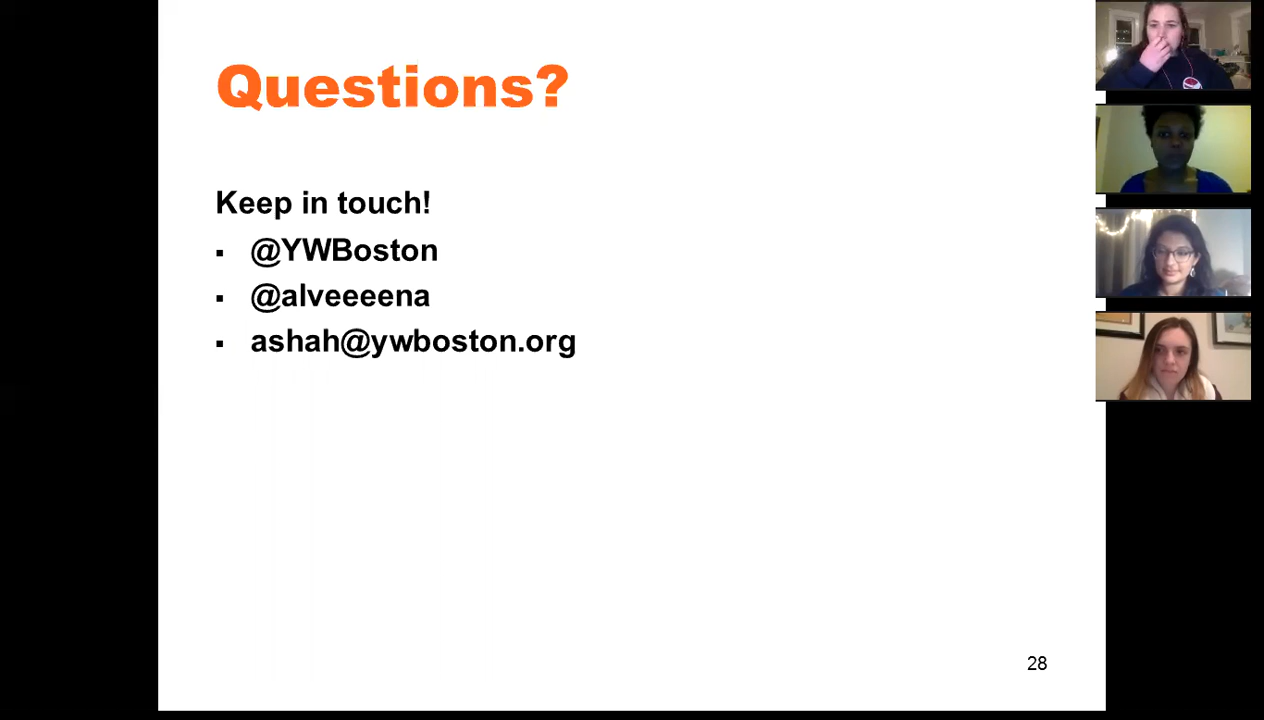 Questions?
Keep in touch!
▪ @YWBoston
▪ @alveeeena
▪ ashah@ywboston.org
28